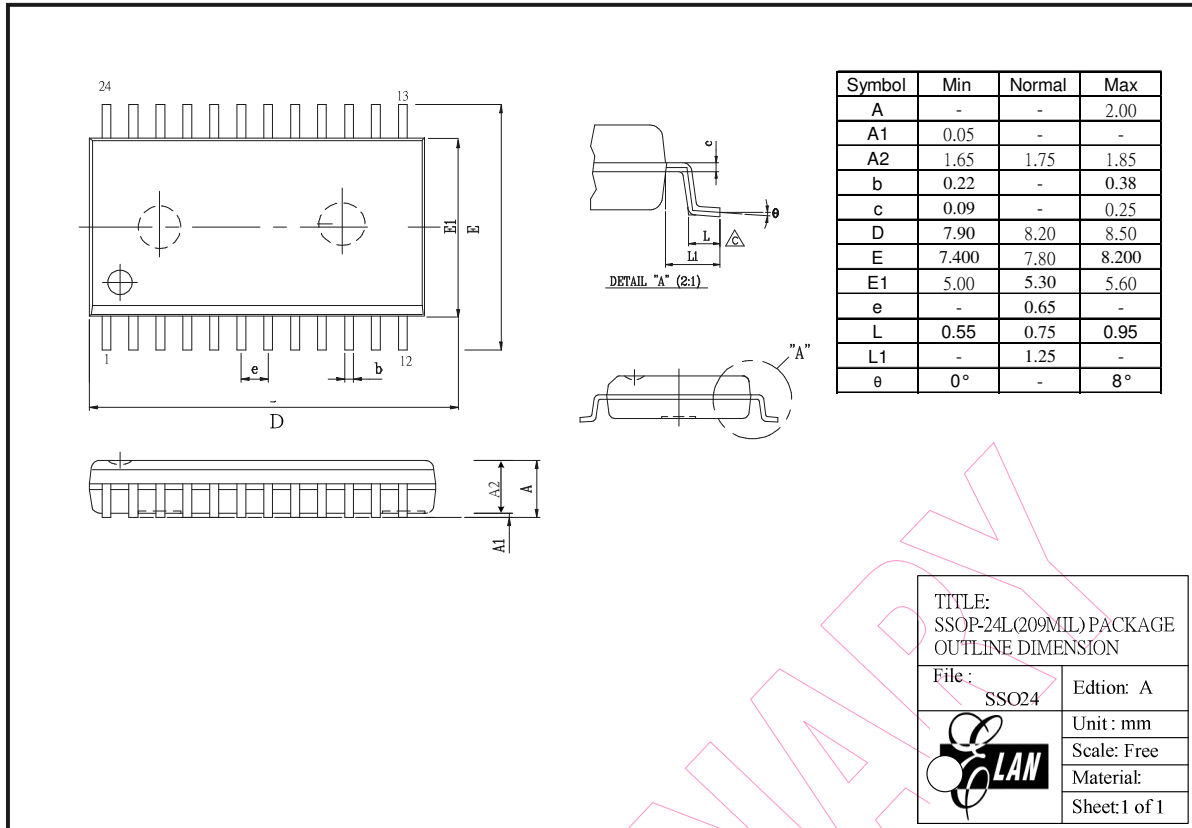 24
13
E1
E
1
12
e
b
D
c
θ
L
C
L1
DETAIL "A" (2:1)
"A"
A2
A
A1
Symbol Min Normal Max
A - - 2.00
A1 0.05 - -
A2 1.65 1.75 1.85
b 0.22 - 0.38
c 0.09 - 0.25
D 7.90 8.20 8.50
E 7.400 7.80 8.200
E1 5.00 5.30 5.60
e - 0.65 -
L 0.55 0.75 0.95
L1 - 1.25 -
θ 0° - 8°
TITLE:
SSOP-24L(209MIL) PACKAGE
OUTLINE DIMENSION
File :
SSO24
Edtion: A
Unit : mm
Scale: Free
Material:
Sheet:1 of 1
ELAN
NARY